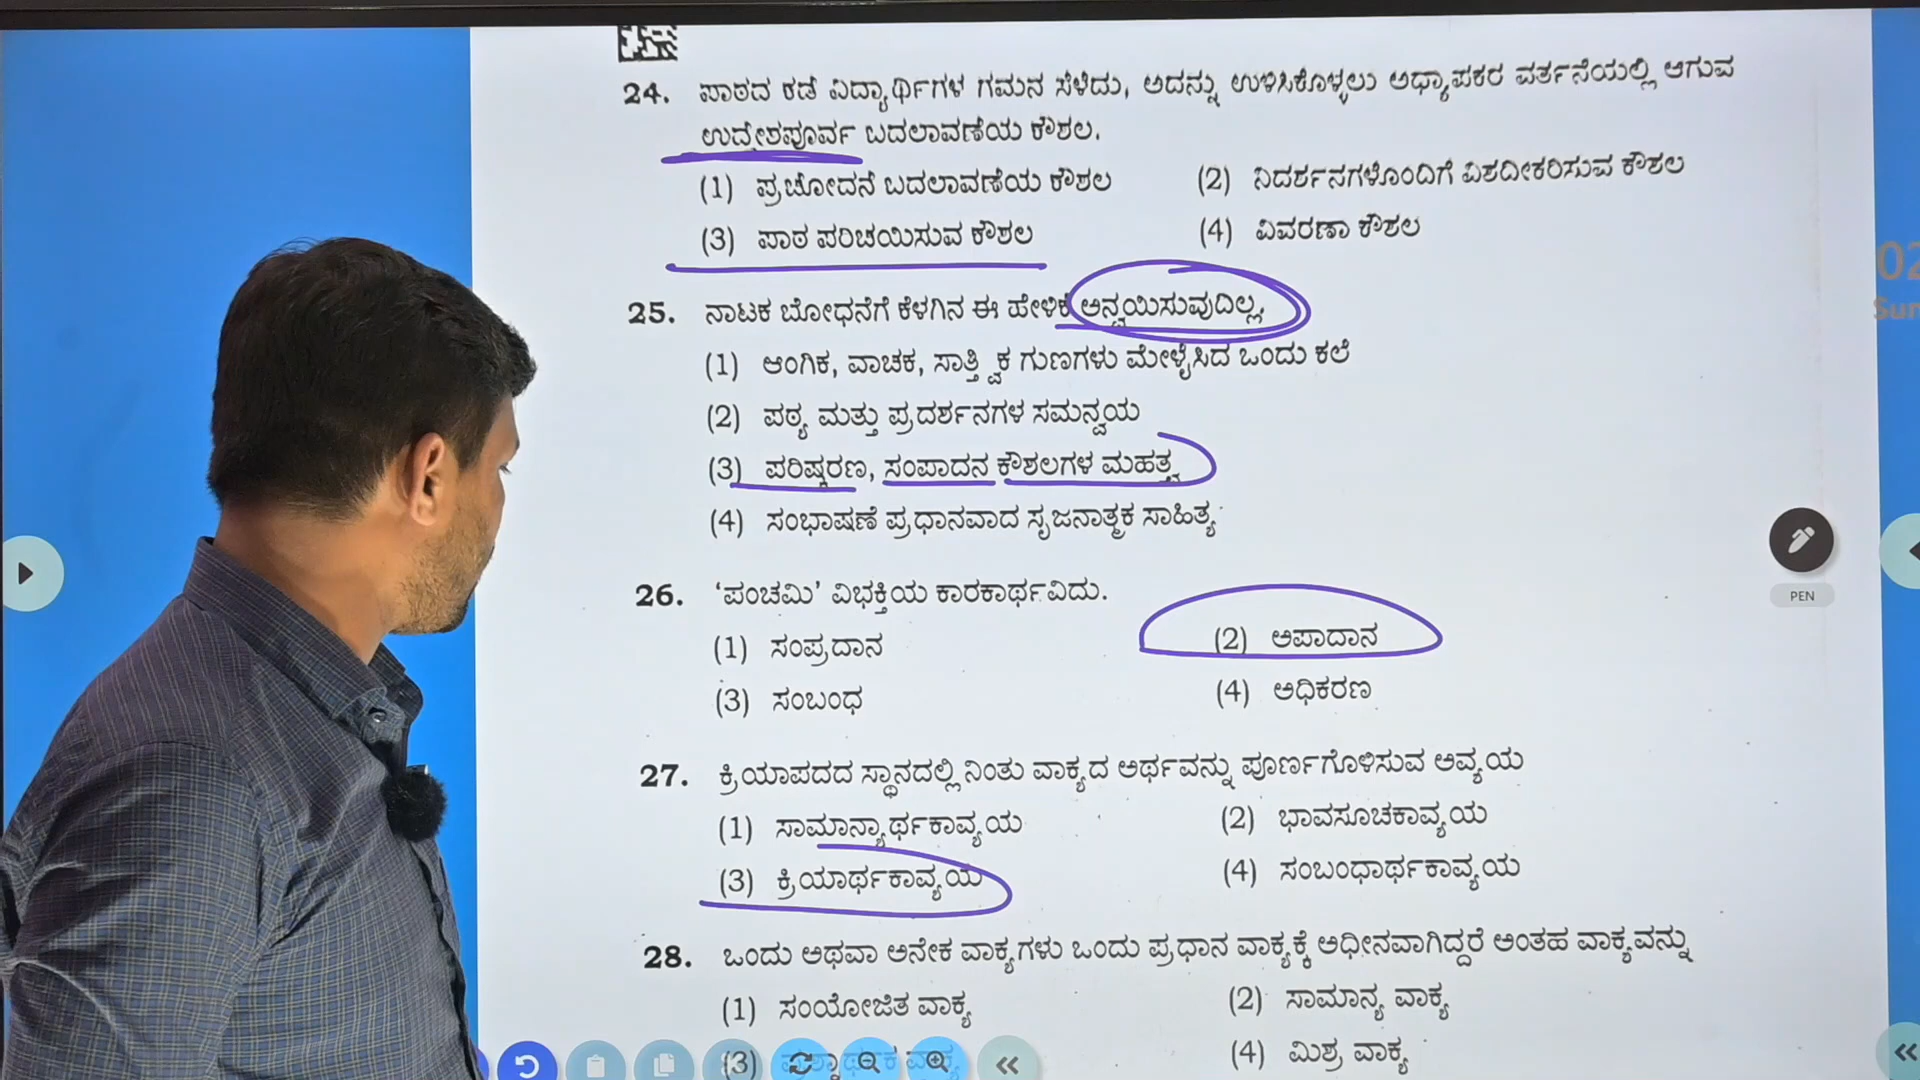 24. ಪಾಠದ ಕಡೆ ವಿದ್ಯಾರ್ಥಿಗಳ ಗಮನ ಸೆಳೆದು, ಅದನ್ನು ಉಳಿಸಿಕೊಳ್ಳಲು ಅಧ್ಯಾಪಕರ ವರ್ತನೆಯಲ್ಲಿ ಆಗುವ
ಉದ್ದೇಶಪೂರ್ವ ಬದಲಾವಣೆಯ ಕೌಶಲ.
(1) ಪ್ರಚೋದನೆ ಬದಲಾವಣೆಯ ಕೌಶಲ (2) ನಿದರ್ಶನಗಳೊಂದಿಗೆ ವಿಶದೀಕರಿಸುವ ಕೌಶಲ
(3) ಪಾಠ ಪರಿಚಯಿಸುವ ಕೌಶಲ (4) ವಿವರಣಾ ಕೌಶಲ
25. ನಾಟಕ ಬೋಧನೆಗೆ ಕೆಳಗಿನ ಈ ಹೇಳಿಕೆ ಅನ್ವಯಿಸುವುದಿಲ್ಲ.
(1) ಆಂಗಿಕ, ವಾಚಕ, ಸಾತ್ತ್ವಿಕ ಗುಣಗಳು ಮೇಳೈಸಿದ ಒಂದು ಕಲೆ
(2) ಪಠ್ಯ ಮತ್ತು ಪ್ರದರ್ಶನಗಳ ಸಮನ್ವಯ
(3) ಪರಿಷ್ಕರಣ, ಸಂಪಾದನ ಕೌಶಲಗಳ ಮಹತ್ವ
(4) ಸಂಭಾಷಣೆ ಪ್ರಧಾನವಾದ ಸೃಜನಾತ್ಮಕ ಸಾಹಿತ್ಯ
26. ‘ಪಂಚಮಿ’ ವಿಭಕ್ತಿಯ ಕಾರಕಾರ್ಥವಿದು.
(1) ಸಂಪ್ರದಾನ (2) ಅಪಾದಾನ
(3) ಸಂಬಂಧ (4) ಅಧಿಕರಣ
PEN
27. ಕ್ರಿಯಾಪದದ ಸ್ಥಾನದಲ್ಲಿ ನಿಂತು ವಾಕ್ಯದ ಅರ್ಥವನ್ನು ಪೂರ್ಣಗೊಳಿಸುವ ಅವ್ಯಯ
(1) ಸಾಮಾನ್ಯಾರ್ಥಕಾವ್ಯಯ (2) ಭಾವಸೂಚಕಾವ್ಯಯ
(3) ಕ್ರಿಯಾರ್ಥಕಾವ್ಯಯ (4) ಸಂಬಂಧಾರ್ಥಕಾವ್ಯಯ
28. ಒಂದು ಅಥವಾ ಅನೇಕ ವಾಕ್ಯಗಳು ಒಂದು ಪ್ರಧಾನ ವಾಕ್ಯಕ್ಕೆ ಅಧೀನವಾಗಿದ್ದರೆ ಅಂತಹ ವಾಕ್ಯವನ್ನು
(1) ಸಂಯೋಜಿತ ವಾಕ್ಯ (2) ಸಾಮಾನ್ಯ ವಾಕ್ಯ
(3) ಪ್ರಶ್ನಾರ್ಥಕ ವಾಕ್ಯ (4) ಮಿಶ್ರ ವಾಕ್ಯ